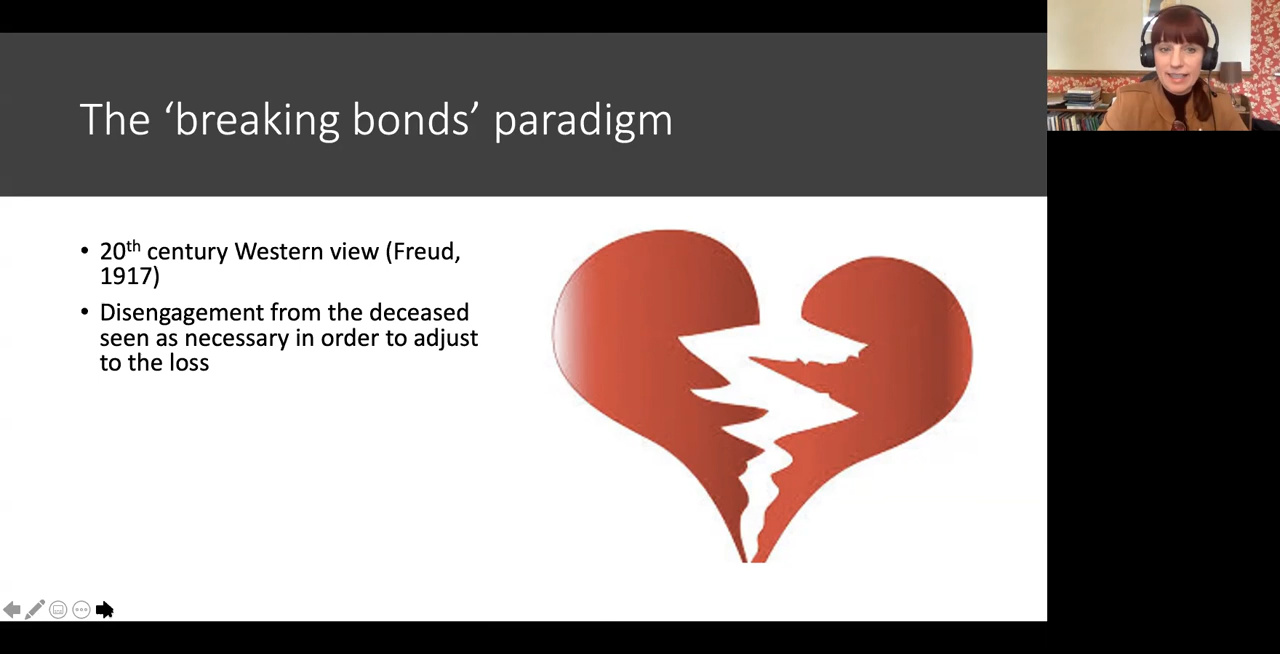 The ‘breaking bonds’ paradigm
• 20th century Western view (Freud,
1917)
• Disengagement from the deceased
seen as necessary in order to adjust
to the loss